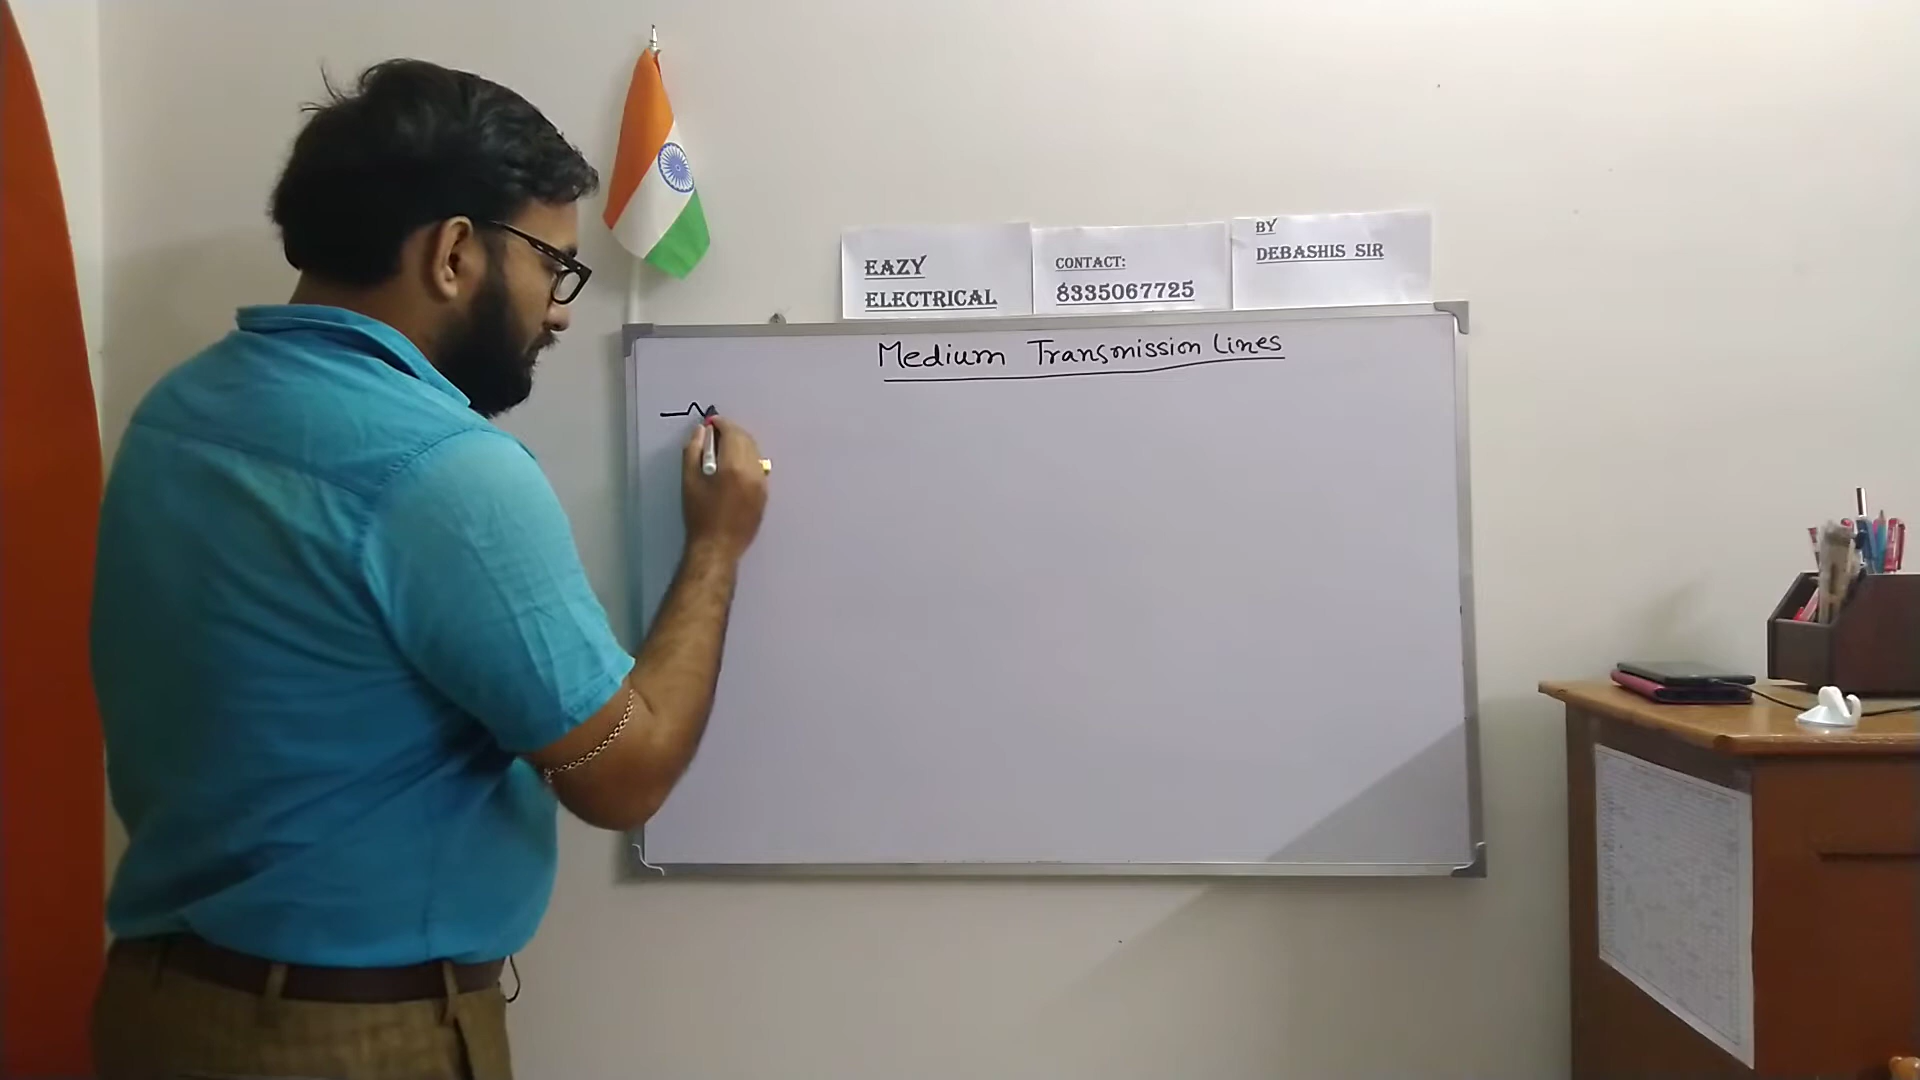 EAZY
ELECTRICAL
CONTACT:
8335067725
BY
DEBASHIS SIR
Medium Transmission Lines